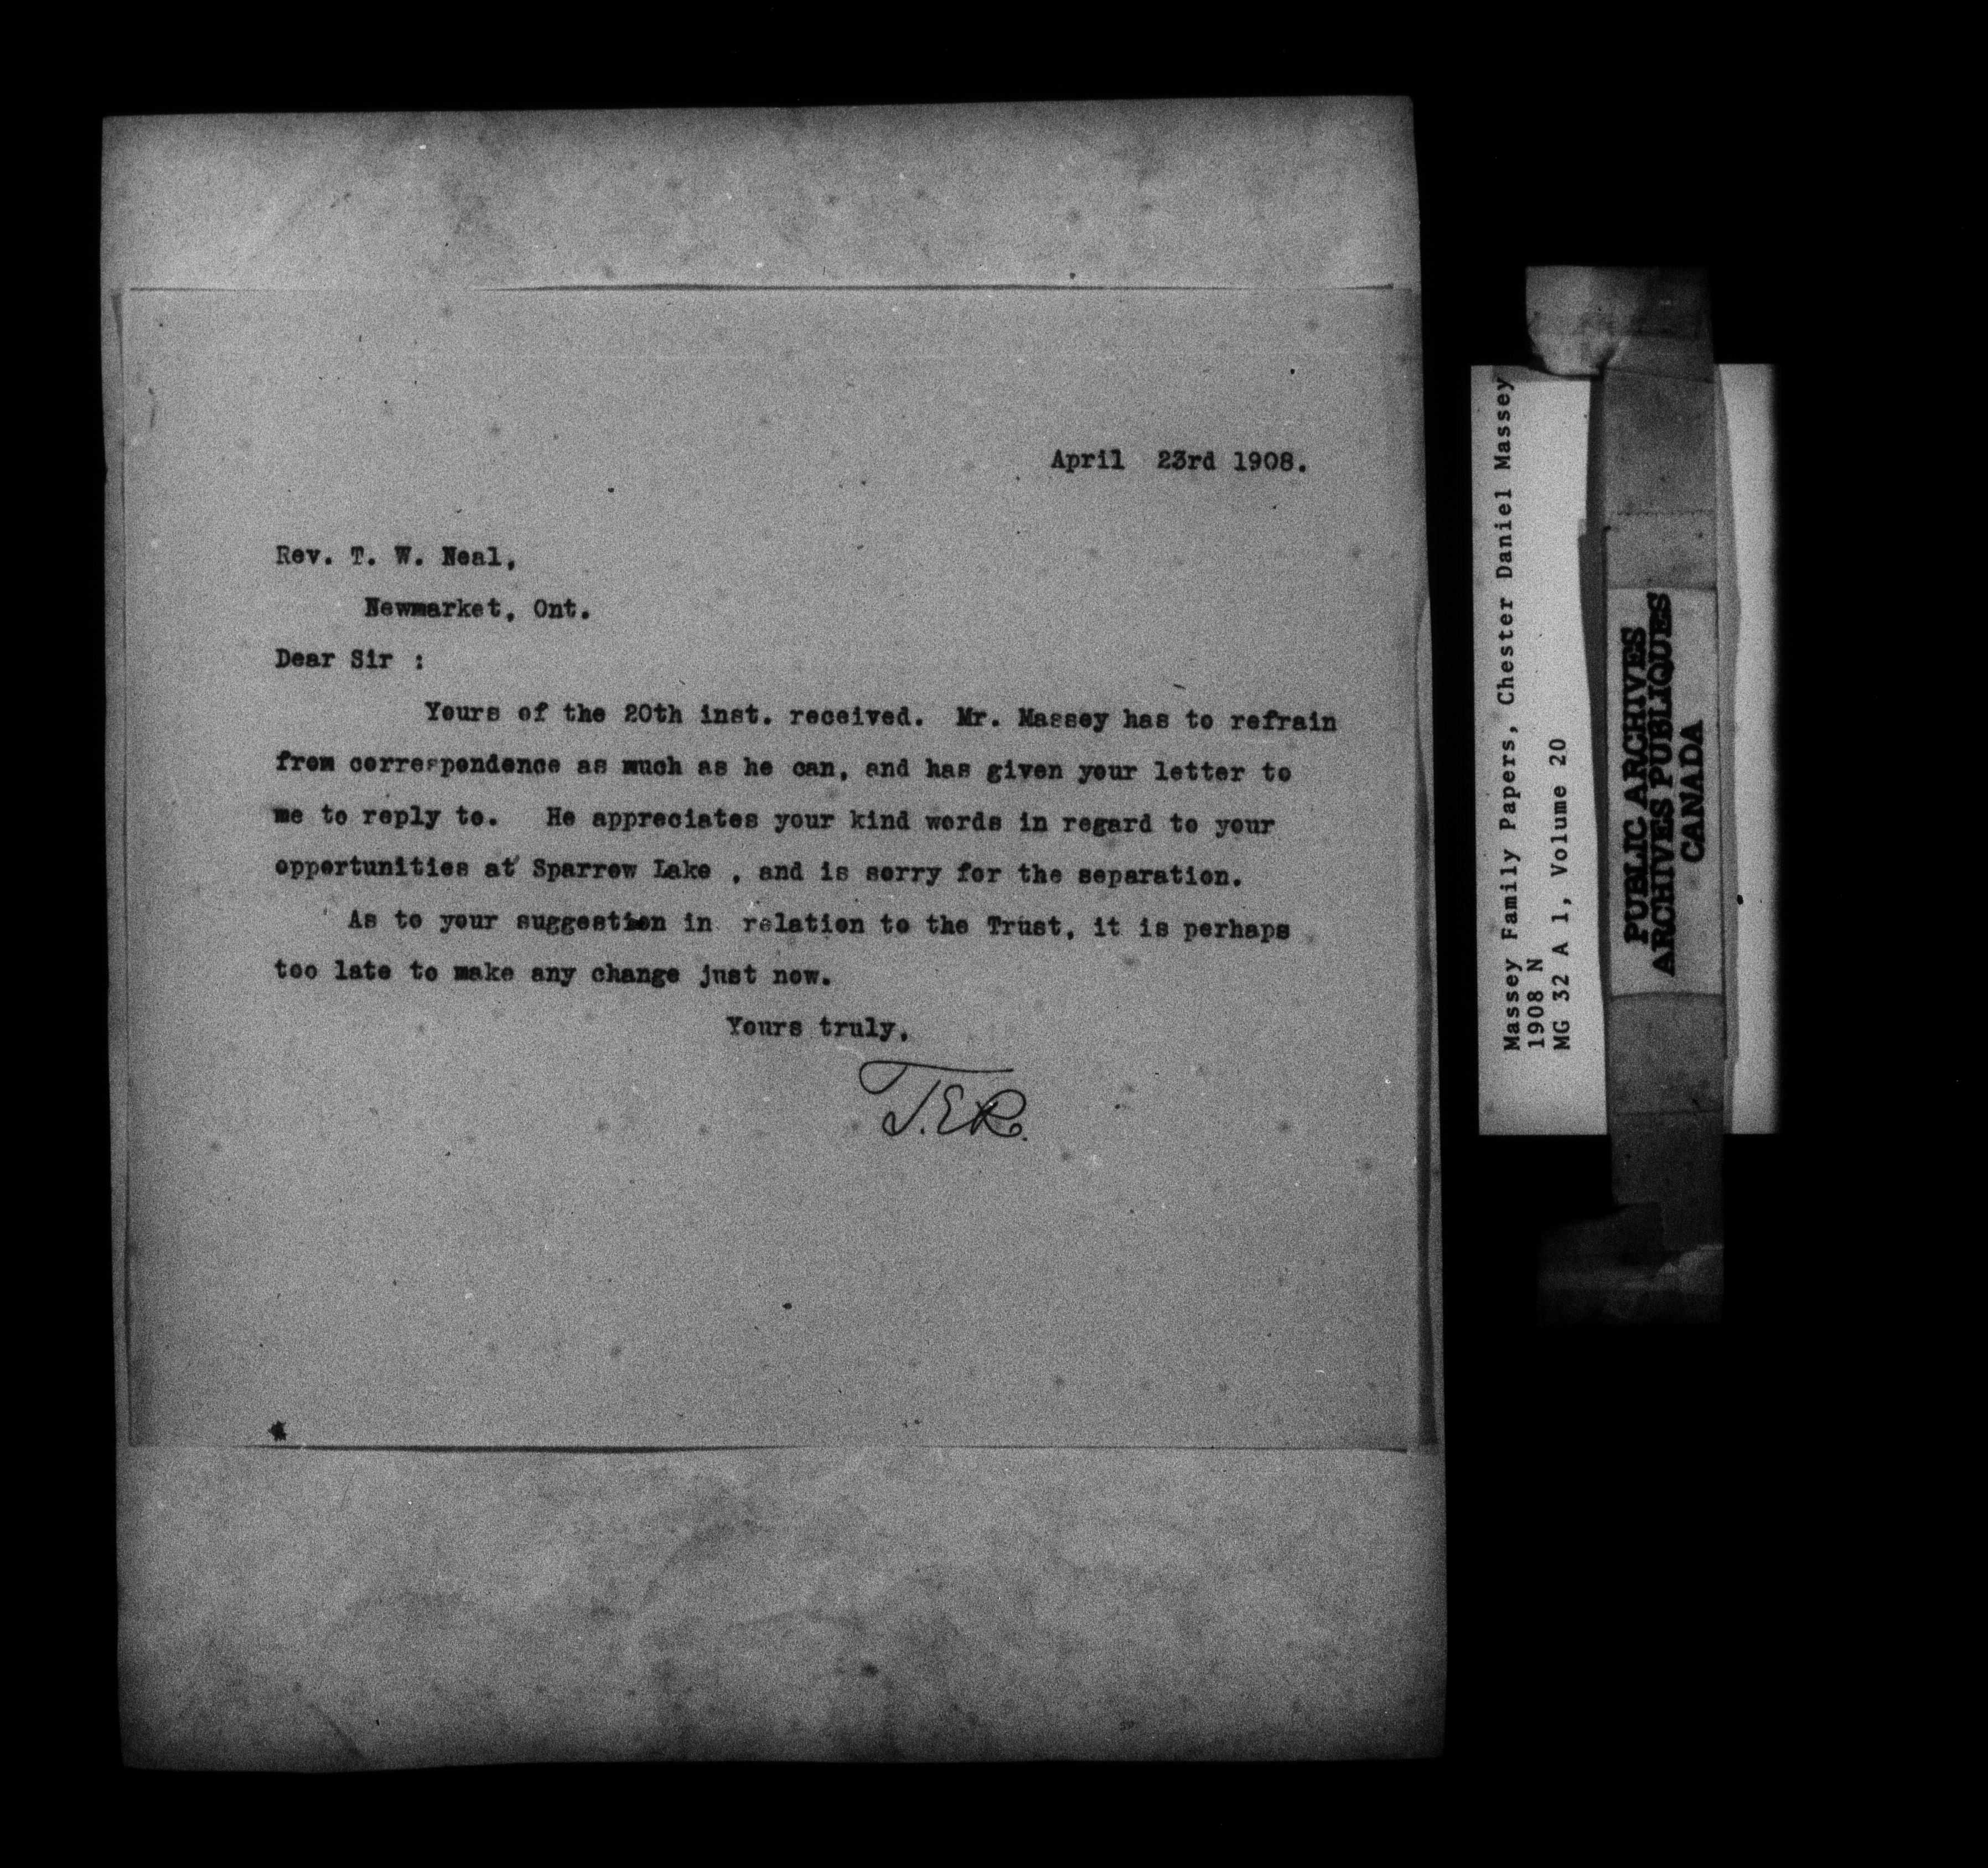 April 23rd 1908.
Rev. T. W. Neal,
Newmarket, Ont.
Dear Sir :
Yours of the 20th inst. received. Mr. Massey has to refrain
from correspondence as much as he can, and has given your letter to
me to reply to. He appreciates your kind words in regard to your
opportunities at Sparrow Lake , and is sorry for the separation.
As to your suggestion in relation to the Trust, it is perhaps
too late to make any change just now.
Yours truly,
T.E.R.
Massey Family Papers, Chester Daniel Massey
1908 N
MG 32 A 1, Volume 20
PUBLIC ARCHIVES
ARCHIVES PUBLIQUES
CANADA